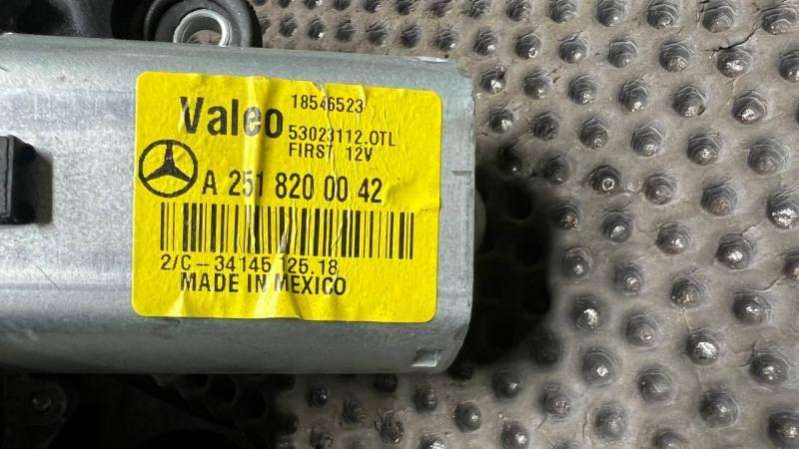 18546523
Valeo
53023112.OTL
FIRST 12V
A 251 820 00 42
2/C-34145 125.18
MADE IN MEXICO